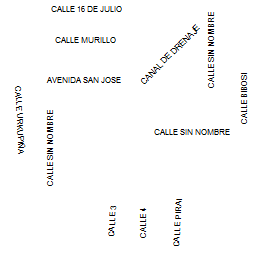 CALLE 16 DE JULIO
CALLE MURILLO
CANAL DE DRENAJE
CALLE SIN NOMBRE
AVENIDA SAN JOSE
CALLE BIBOSI
CALLE URKUPIÑA
CALLE SIN NOMBRE
CALLE SIN NOMBRE
CALLE 3
CALLE 4
CALLE PIRAI